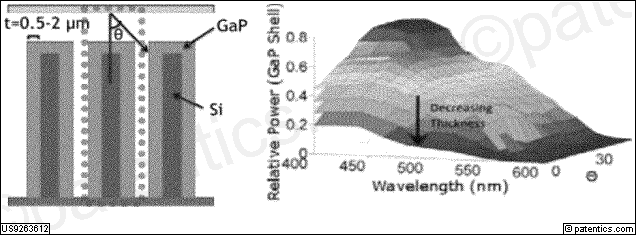 t=0.5-2 μm
θ
GaP
Si
Relative Power (GaP Shell)
0.8
0.6
0.4
0.2
0
400
450
500
550
600
0
30
Θ
Wavelength (nm)
Decreasing
Thickness
©patentics
US9263612
©patentics.com